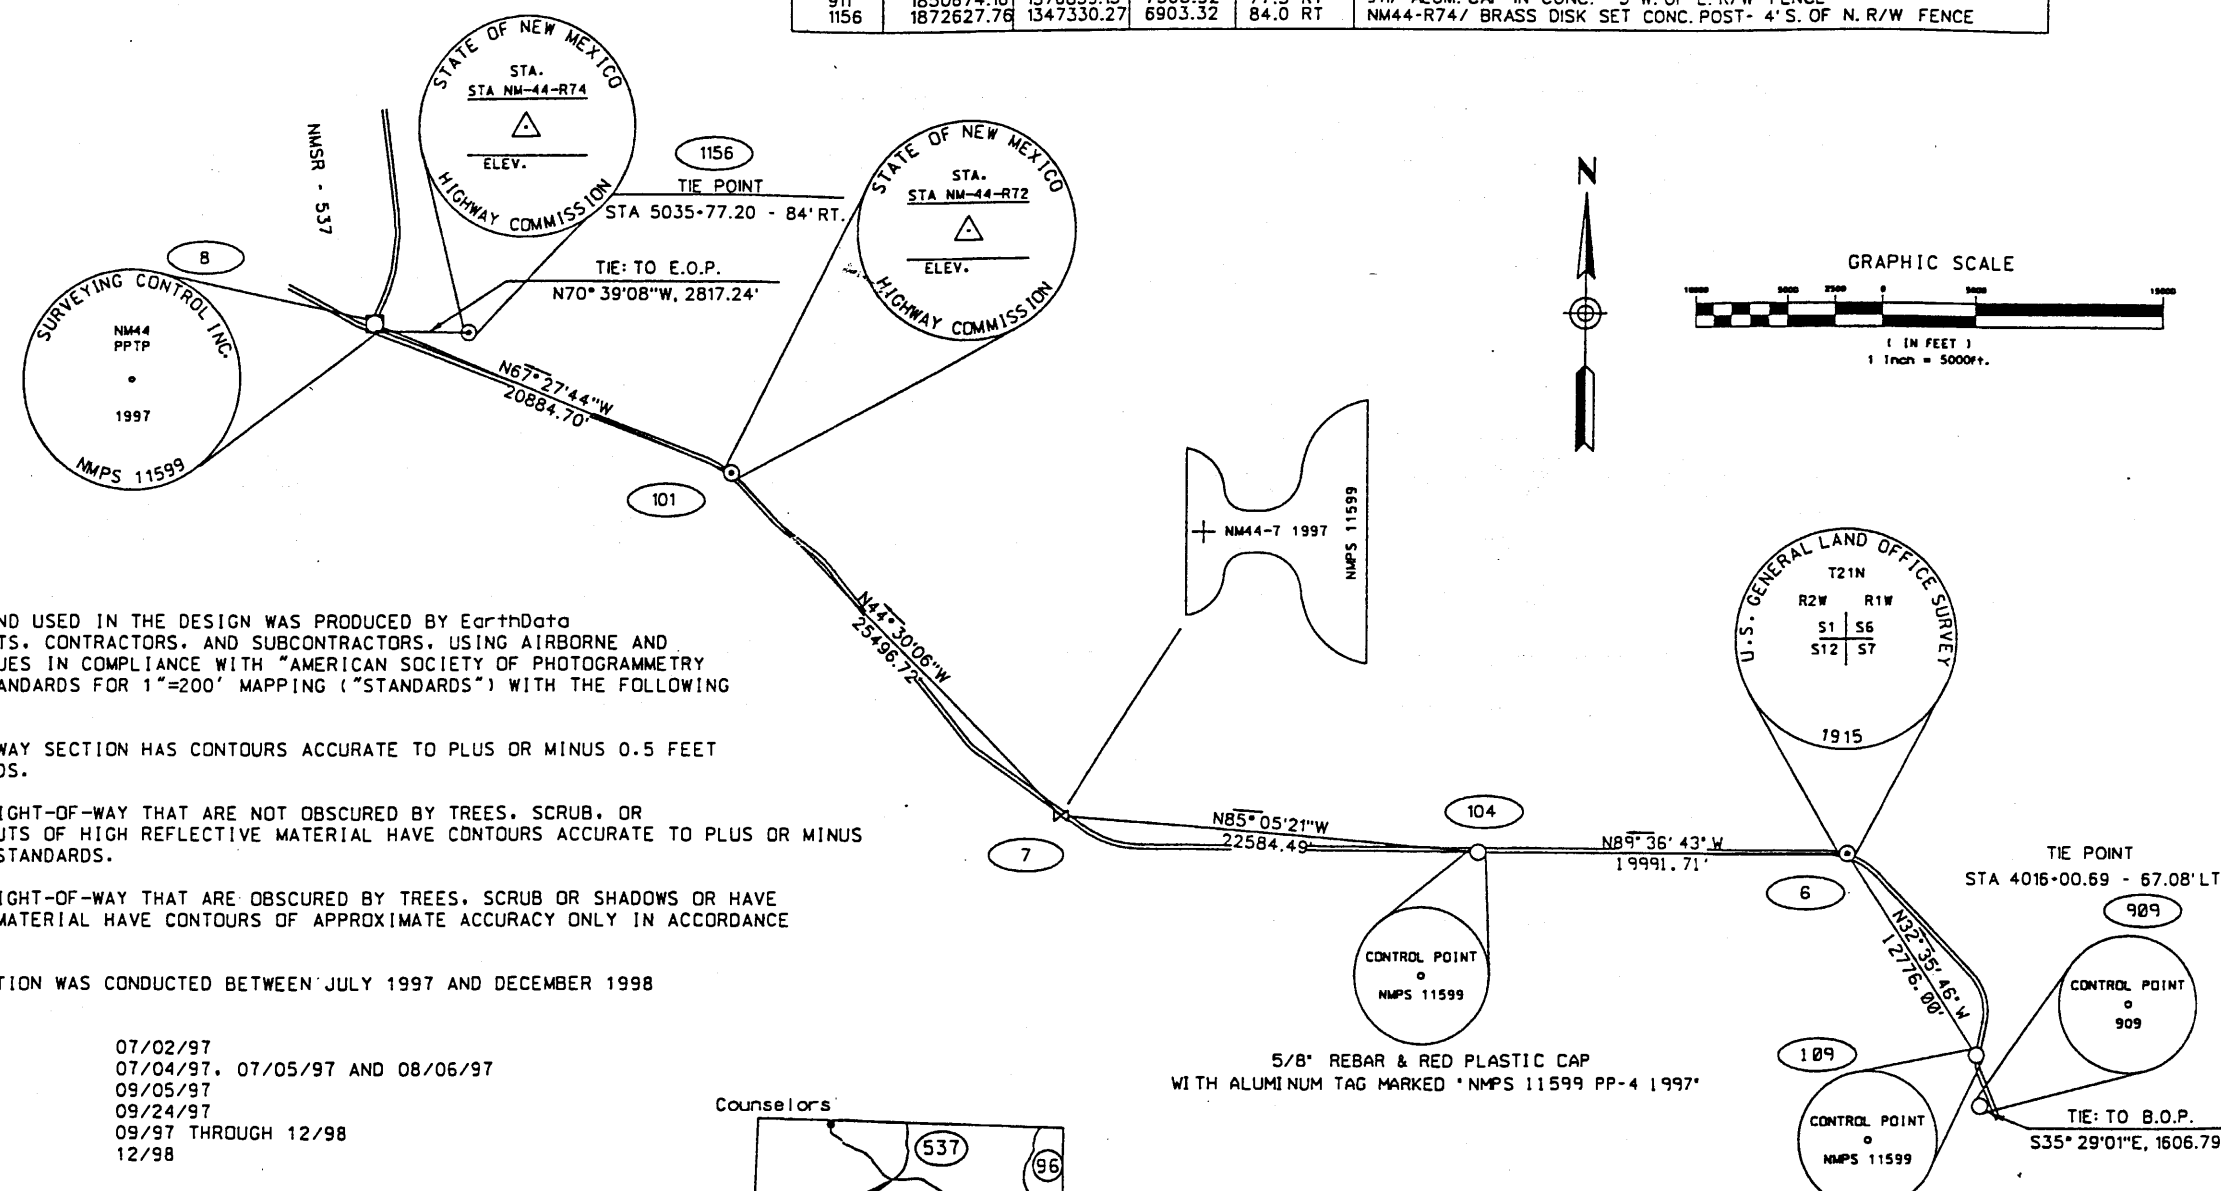 911 1850874.16 77.5 RT
1156 1872627.76 1347330.27 6903.32 84.0 RT NM44-R74/ BRASS DISK SET CONC. POST- 4'S. OF N. R/W FENCE
STATE OF NEW MEXICO
STA.
STA NM-44-R74
ELEV.
HIGHWAY COMMISSION
NMSR - 537
1156
TIE POINT
STA 5035+77.20 - 84'RT.
TIE: TO E.O.P.
N70°39'08"W, 2817.24'
STATE OF NEW MEXICO
STA.
STA NM-44-R72
ELEV.
HIGHWAY COMMISSION
N
GRAPHIC SCALE
10000 5000 2500 0 5000 15000
( IN FEET )
1 Inch = 5000ft.
8
SURVEYING CONTROL INC.
NM44
PPTP
1997
NMPS 11599
N67°27'44"W
20884.70'
101
N44°30'06"W
25496.72'
NM44-7 1997
NMPS 11599
7
N85°05'21"W
22584.49'
104
N89°36'43"W
19991.71'
U.S. GENERAL LAND OFFICE SURVEY
T21N
R2W R1W
S1 S6
S12 S7
1915
6
TIE POINT
STA 4016+00.69 - 67.08'LT
909
N32°35'46"W
12776.00'
CONTROL POINT
909
109
CONTROL POINT
NMPS 11599
TIE: TO B.O.P.
S35°29'01"E, 1606.79
CONTROL POINT
NMPS 11599
5/8" REBAR & RED PLASTIC CAP
WITH ALUMINUM TAG MARKED "NMPS 11599 PP-4 1997"
ND USED IN THE DESIGN WAS PRODUCED BY EarthData
TS, CONTRACTORS, AND SUBCONTRACTORS, USING AIRBORNE AND
UES IN COMPLIANCE WITH "AMERICAN SOCIETY OF PHOTOGRAMMETRY
ANDARDS FOR 1"=200' MAPPING ("STANDARDS") WITH THE FOLLOWING
WAY SECTION HAS CONTOURS ACCURATE TO PLUS OR MINUS 0.5 FEET
DS.
IGHT-OF-WAY THAT ARE NOT OBSCURED BY TREES, SCRUB, OR
UTS OF HIGH REFLECTIVE MATERIAL HAVE CONTOURS ACCURATE TO PLUS OR MINUS
STANDARDS.
IGHT-OF-WAY THAT ARE OBSCURED BY TREES, SCRUB OR SHADOWS OR HAVE
MATERIAL HAVE CONTOURS OF APPROXIMATE ACCURACY ONLY IN ACCORDANCE
TION WAS CONDUCTED BETWEEN JULY 1997 AND DECEMBER 1998
07/02/97
07/04/97, 07/05/97 AND 08/06/97
09/05/97
09/24/97
09/97 THROUGH 12/98
12/98
Counselors
537
96